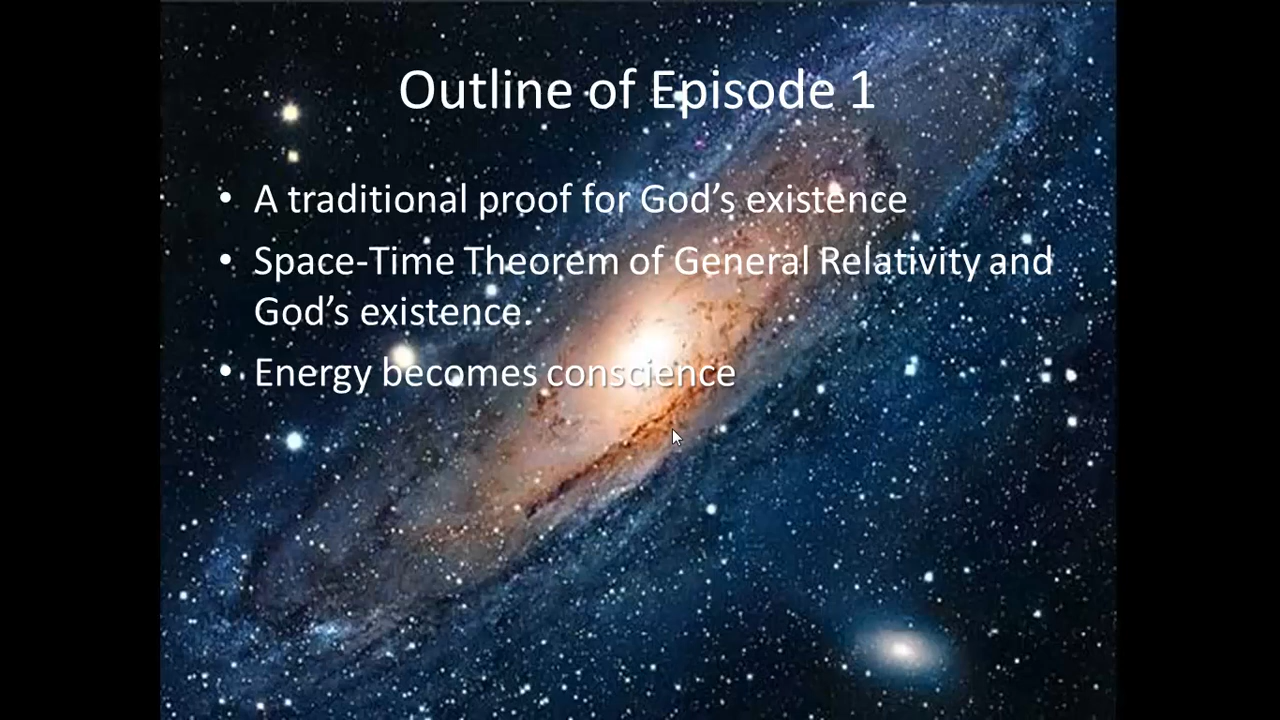 Outline of Episode 1
• A traditional proof for God’s existence
• Space-Time Theorem of General Relativity and
God’s existence.
• Energy becomes conscience